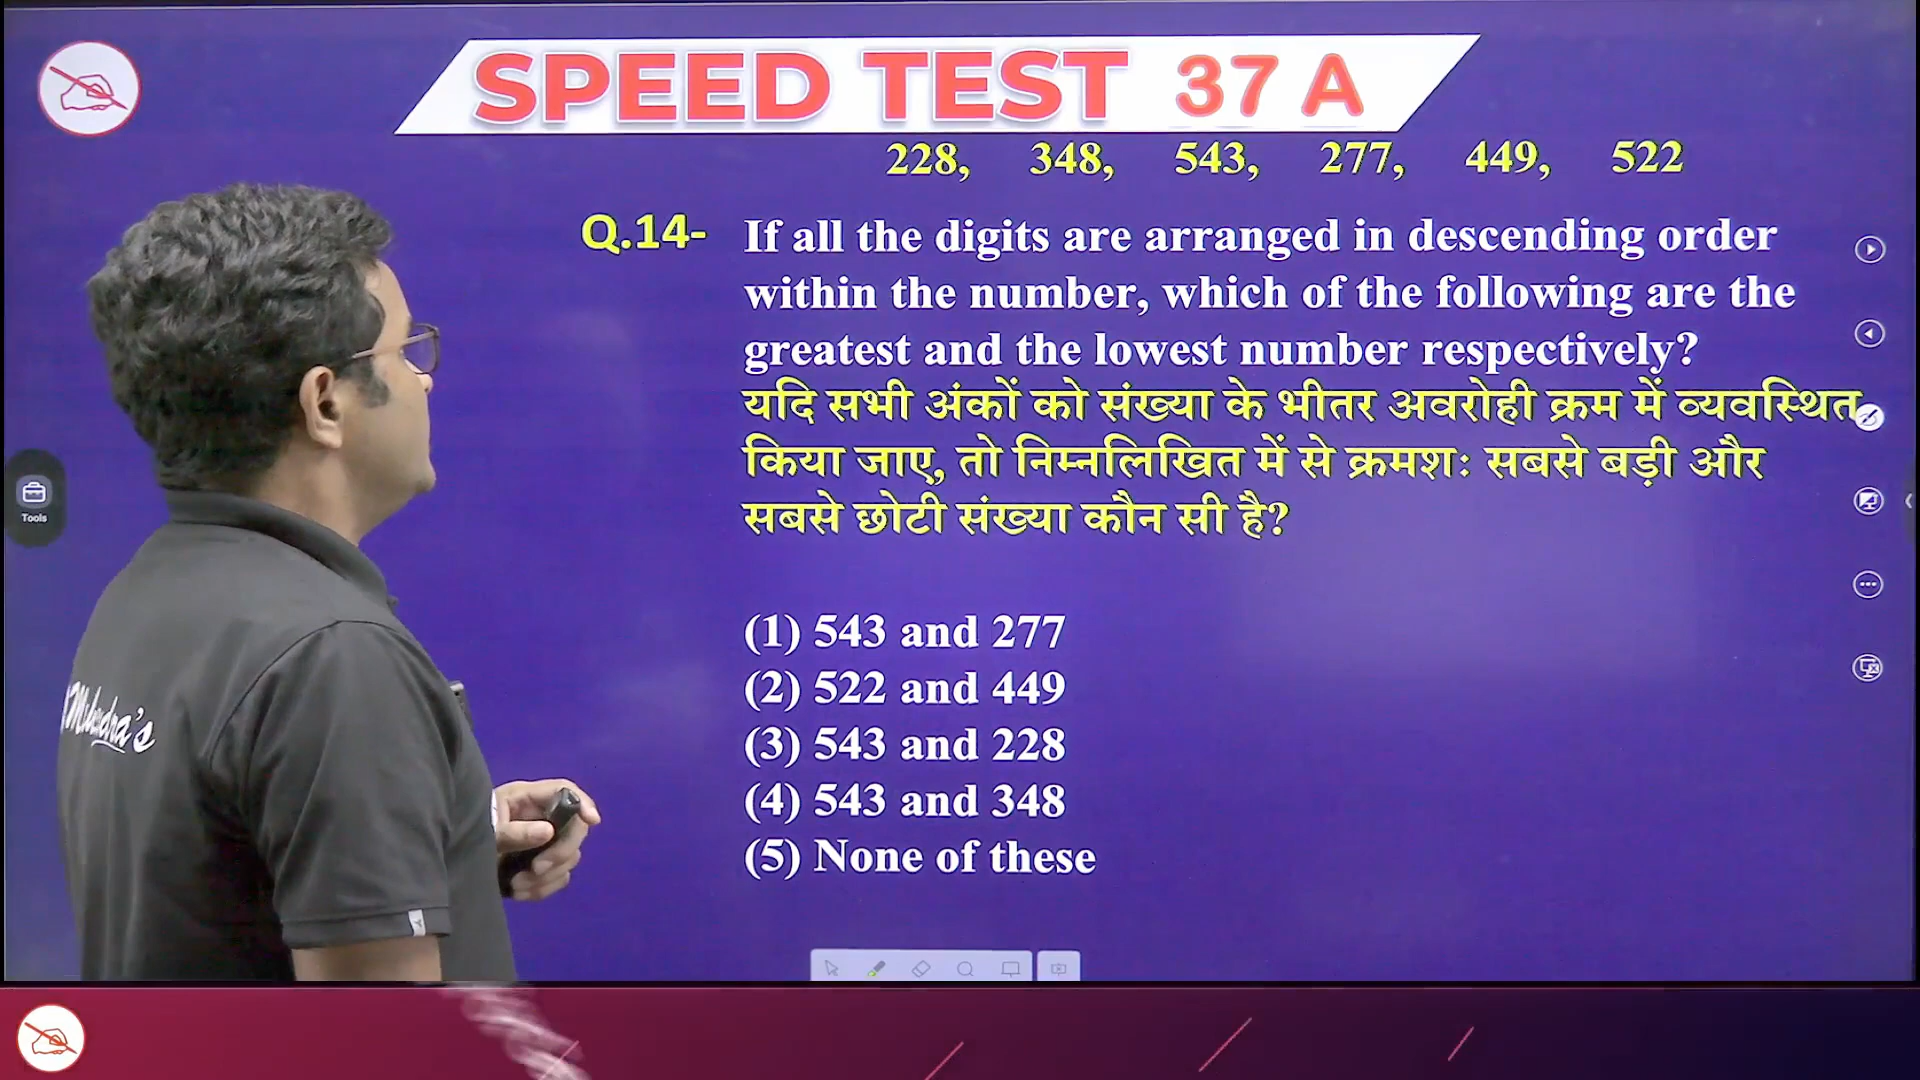 SPEED TEST 37 A
228, 348, 543, 277, 449, 522
Q.14- If all the digits are arranged in descending order
within the number, which of the following are the
greatest and the lowest number respectively?
यदि सभी अंकों को संख्या के भीतर अवरोही क्रम में व्यवस्थित
किया जाए, तो निम्नलिखित में से क्रमशः सबसे बड़ी और
सबसे छोटी संख्या कौन सी है?
(1) 543 and 277
(2) 522 and 449
(3) 543 and 228
(4) 543 and 348
(5) None of these
Tools
Mahendra's